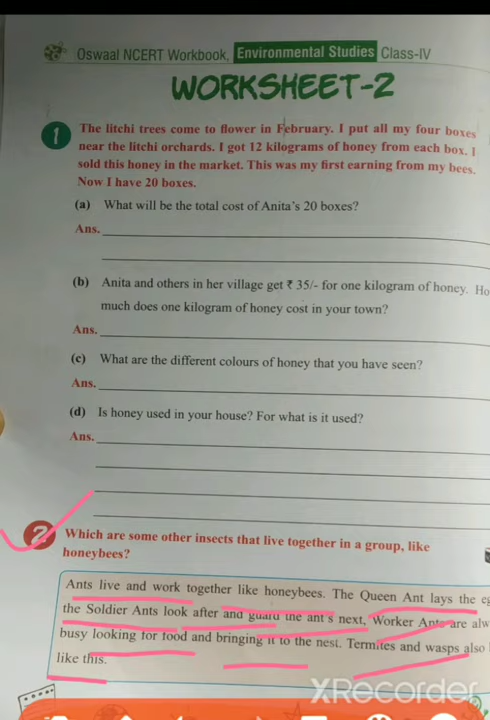 Oswaal NCERT Workbook, Environmental Studies Class-IV
WORKSHEET-2
1 The litchi trees come to flower in February. I put all my four boxes
near the litchi orchards. I got 12 kilograms of honey from each box. I
sold this honey in the market. This was my first earning from my bees.
Now I have 20 boxes.
(a) What will be the total cost of Anita's 20 boxes?
Ans.
(b) Anita and others in her village get ₹ 35/- for one kilogram of honey.
much does one kilogram of honey cost in your town?
Ans.
(c) What are the different colours of honey that you have seen?
Ans.
(d) Is honey used in your house? For what is it used?
Ans.
2 Which are some other insects that live together in a group, like
honeybees?
Ants live and work together like honeybees. The Queen Ant lays the
the Soldier Ants look after and guard the ant's next, Worker Ants are
busy looking for food and bringing it to the nest. Termites and wasps also
like this.
XRecorder